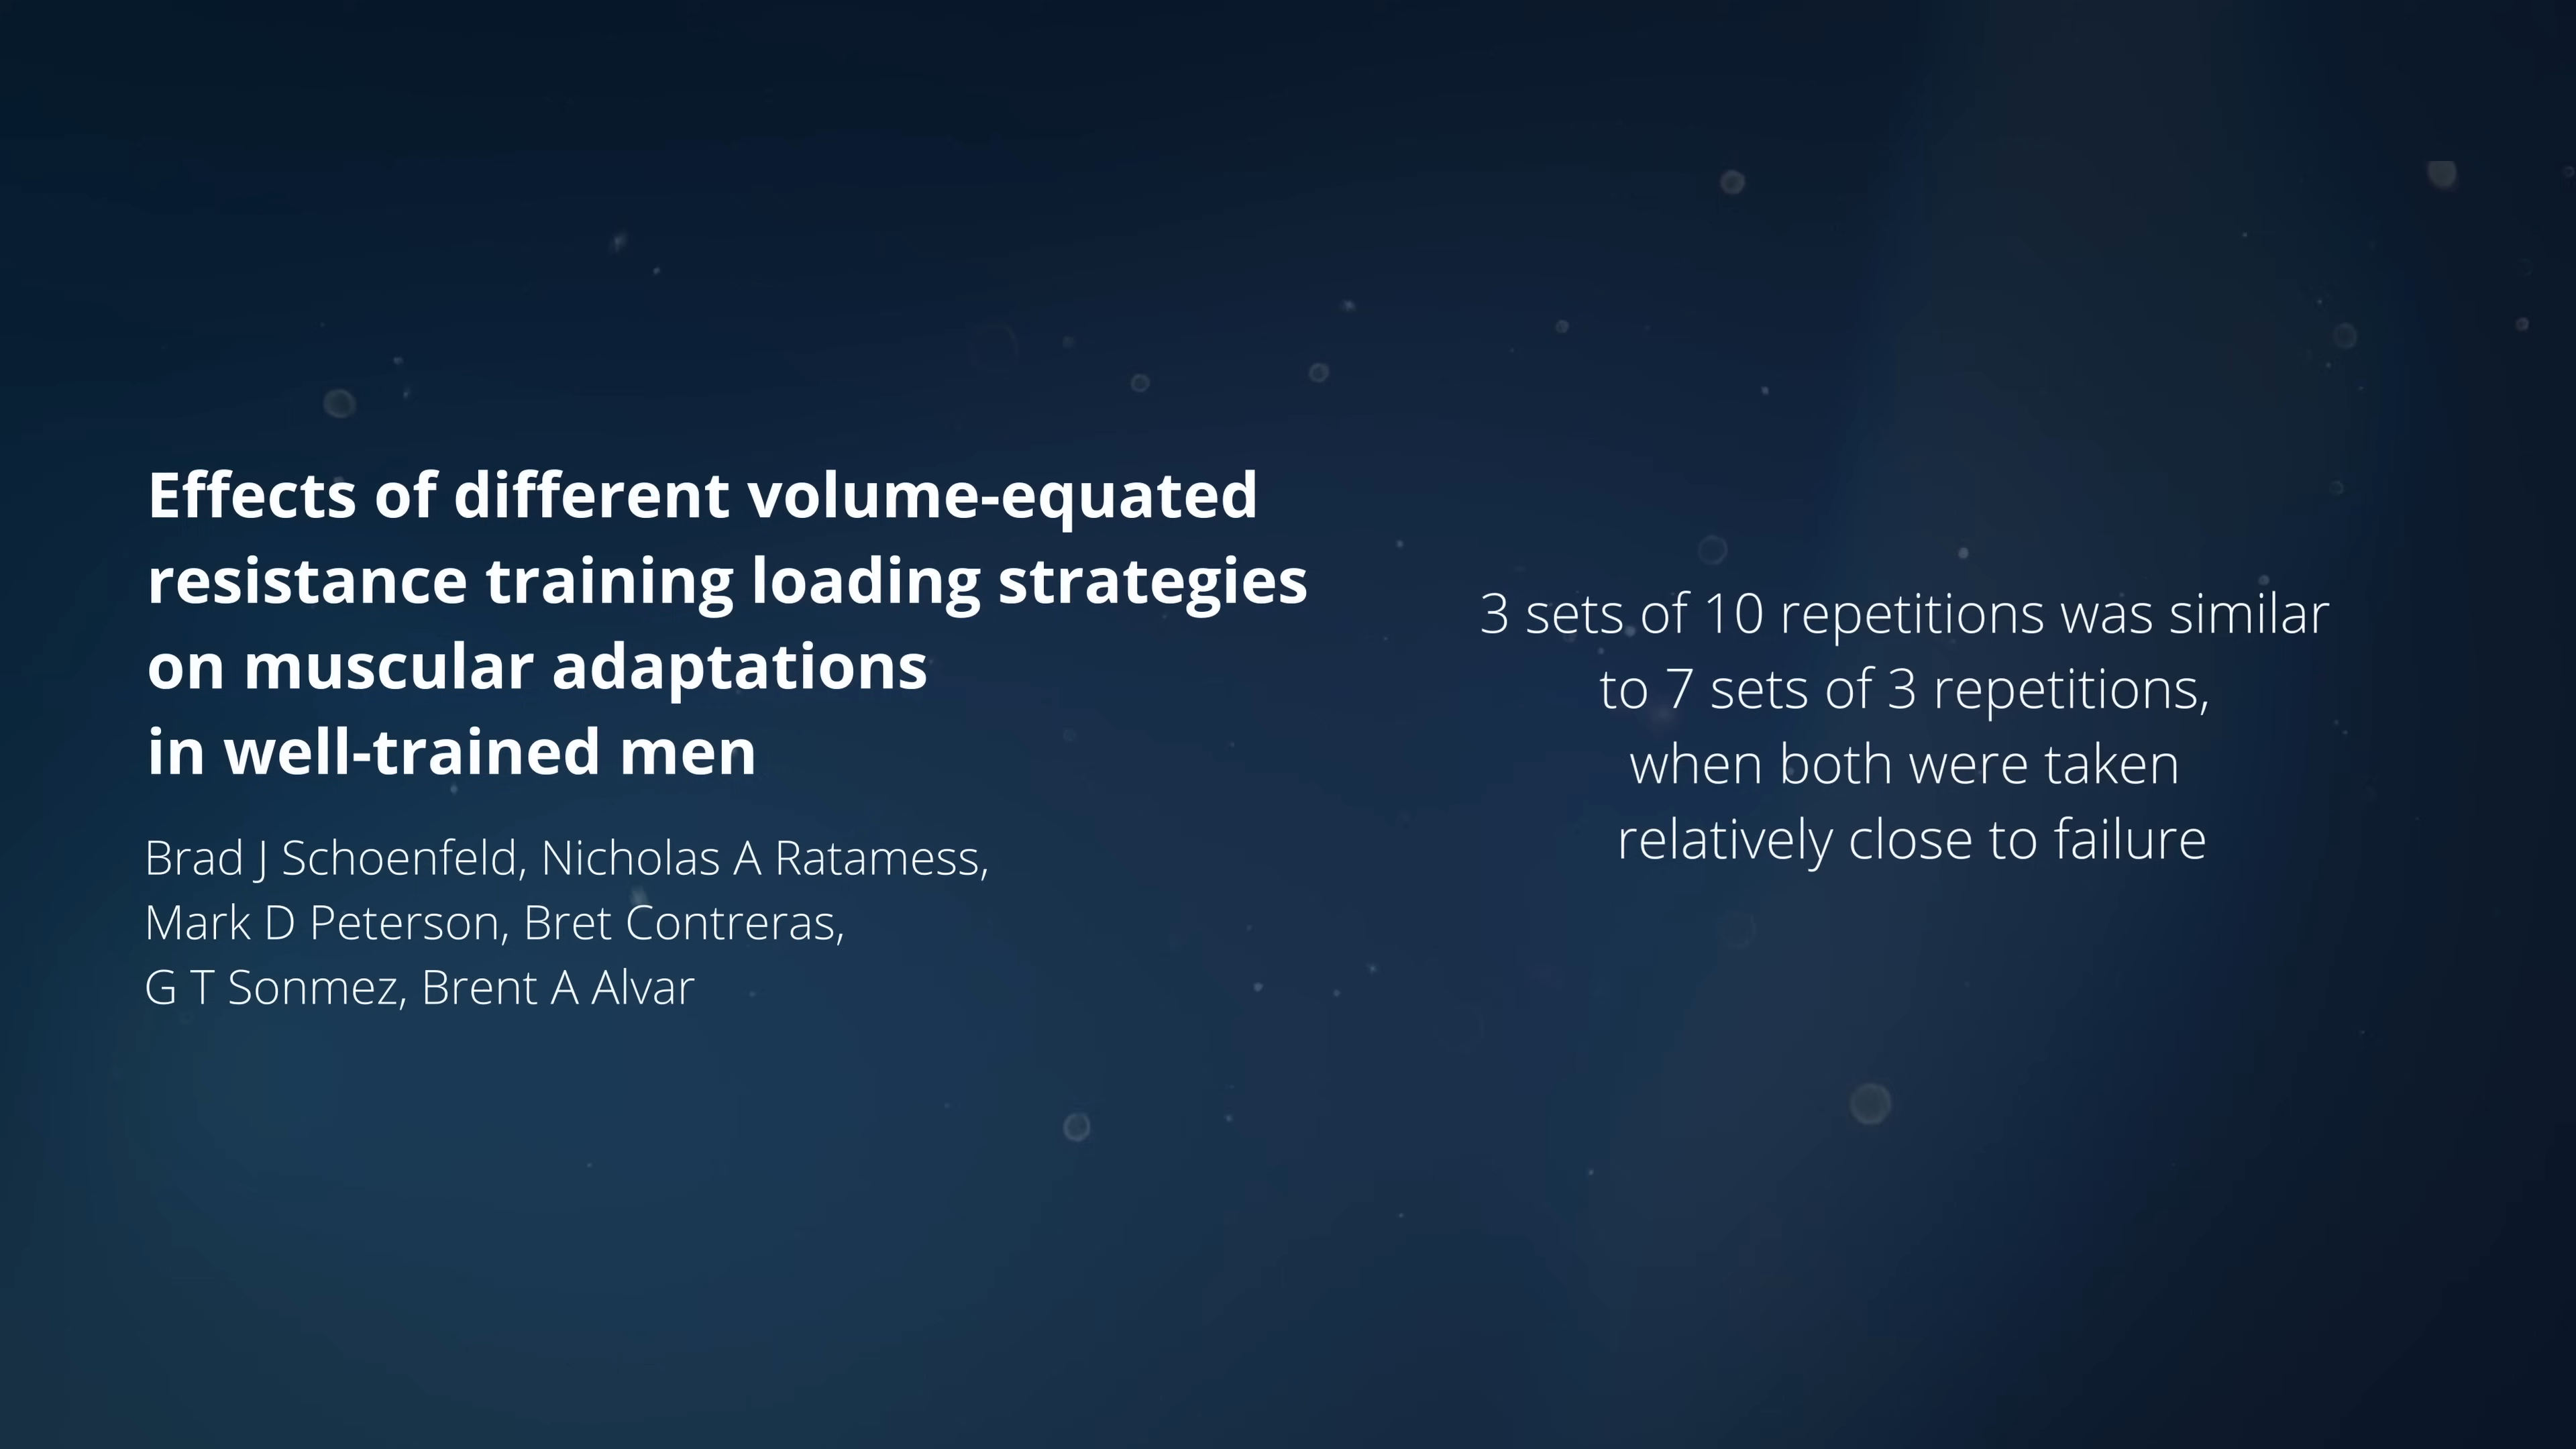 Effects of different volume-equated
resistance training loading strategies
on muscular adaptations
in well-trained men
Brad J Schoenfeld, Nicholas A Ratamess,
Mark D Peterson, Bret Contreras,
G T Sonmez, Brent A Alvar
3 sets of 10 repetitions was similar
to 7 sets of 3 repetitions,
when both were taken
relatively close to failure